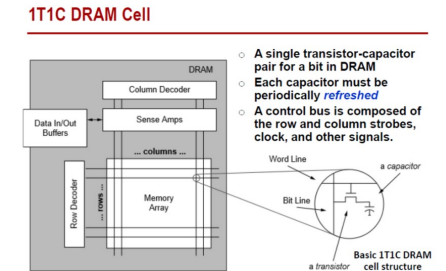 1T1C DRAM Cell
DRAM
Column Decoder
Data In/Out
Buffers
Sense Amps
... columns ...
Row Decoder
... rows ...
Memory
Array
○ A single transistor-capacitor
pair for a bit in DRAM
○ Each capacitor must be
periodically refreshed
○ A control bus is composed of
the row and column strobes,
clock, and other signals.
Word Line
a capacitor
Bit Line
a transistor
Basic 1T1C DRAM
cell structure